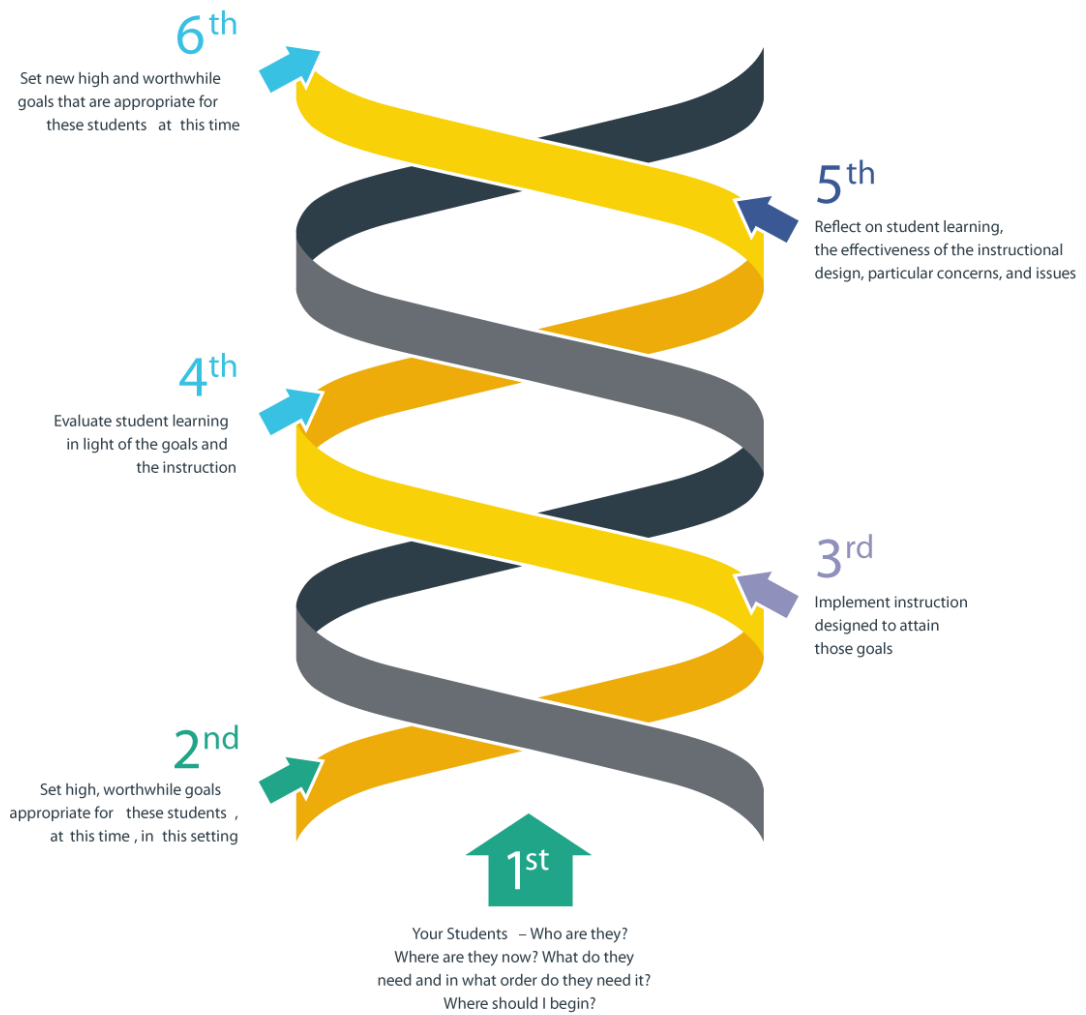 6th
Set new high and worthwhile
goals that are appropriate for
these students at this time
5th
Reflect on student learning,
the effectiveness of the instructional
design, particular concerns, and issues
4th
Evaluate student learning
in light of the goals and
the instruction
3rd
Implement instruction
designed to attain
those goals
2nd
Set high, worthwhile goals
appropriate for these students ,
at this time , in this setting
1st
Your Students – Who are they?
Where are they now? What do they
need and in what order do they need it?
Where should I begin?